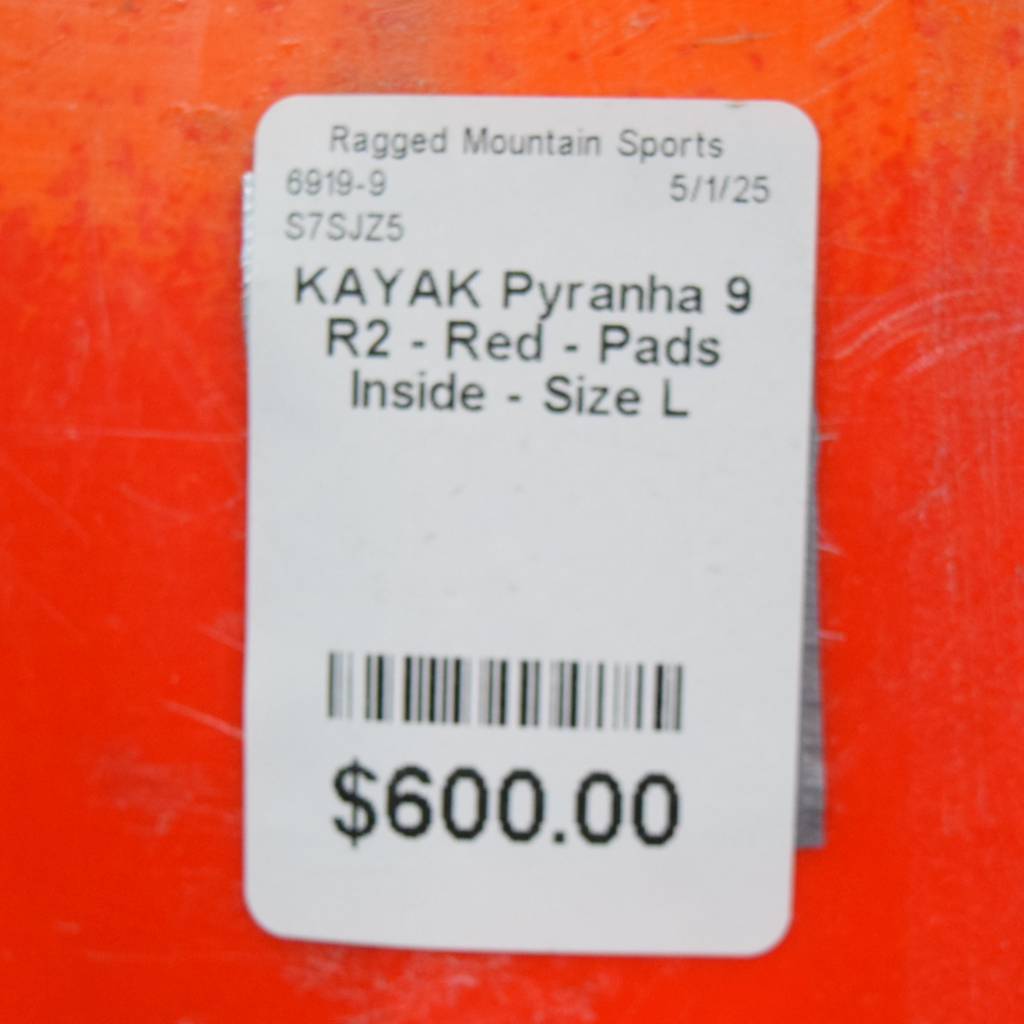 Ragged Mountain Sports
6919-9 5/1/25
S7SJZ5
KAYAK Pyranha 9
R2 - Red - Pads
Inside - Size L
$600.00